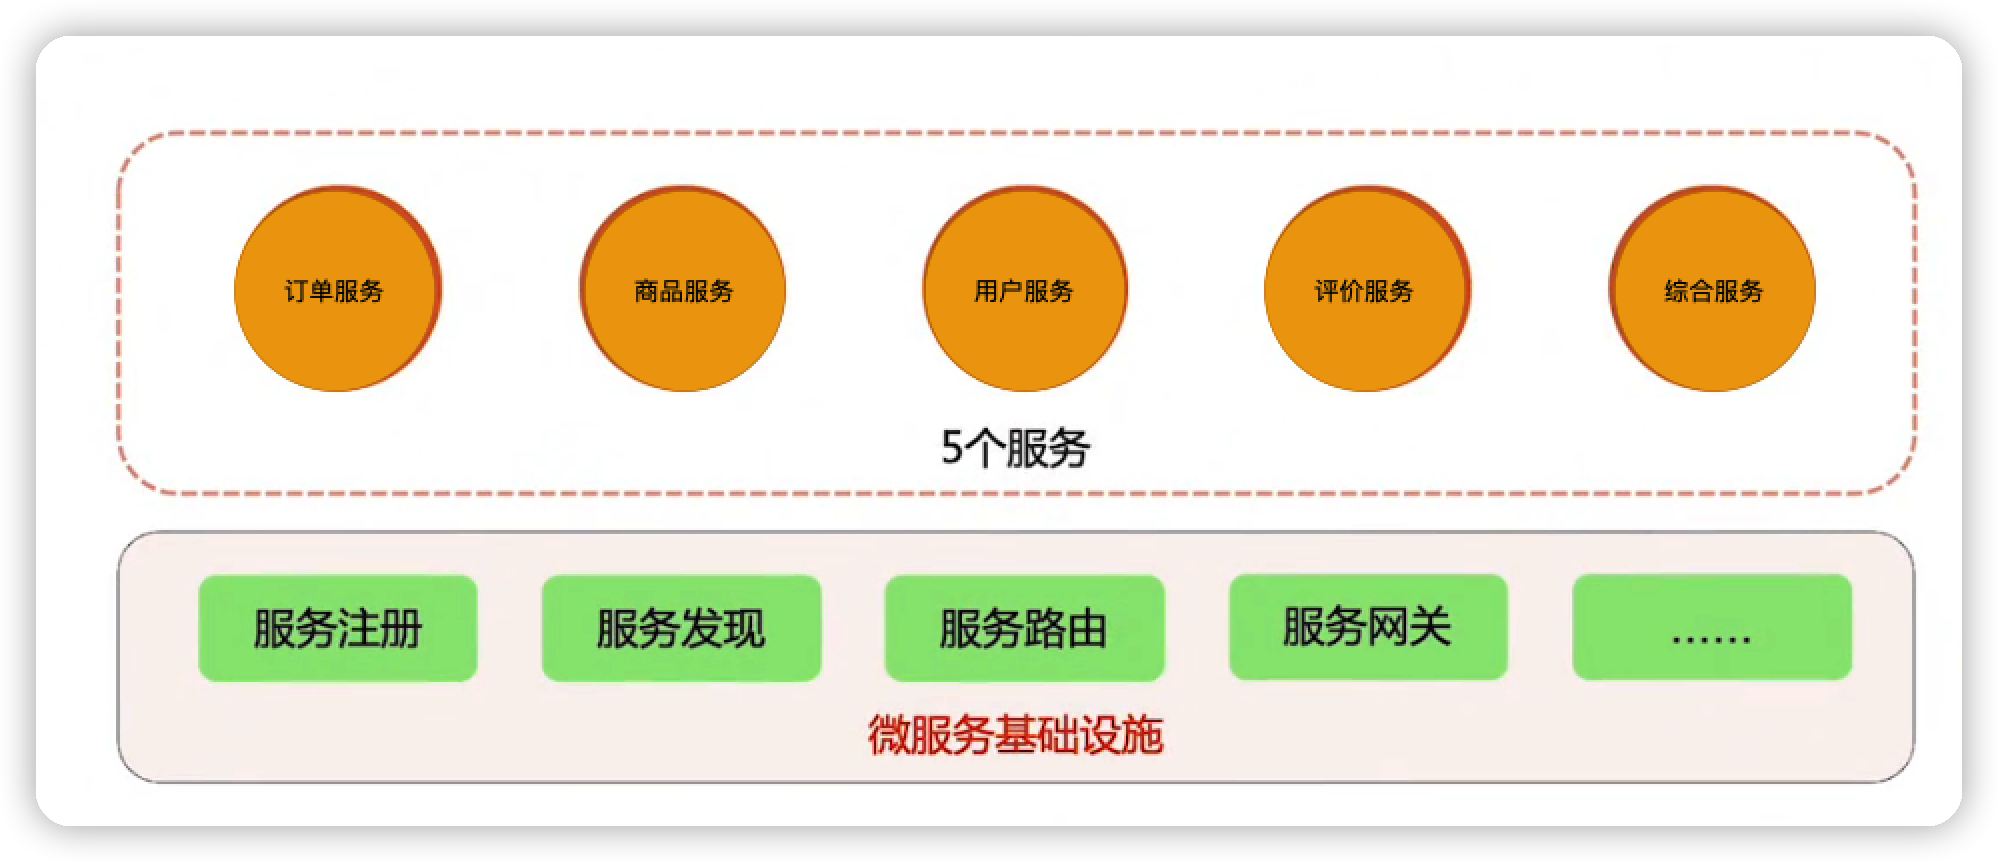 订单服务
商品服务
用户服务
评价服务
综合服务
5个服务
服务注册
服务发现
服务路由
服务网关
......
微服务基础设施